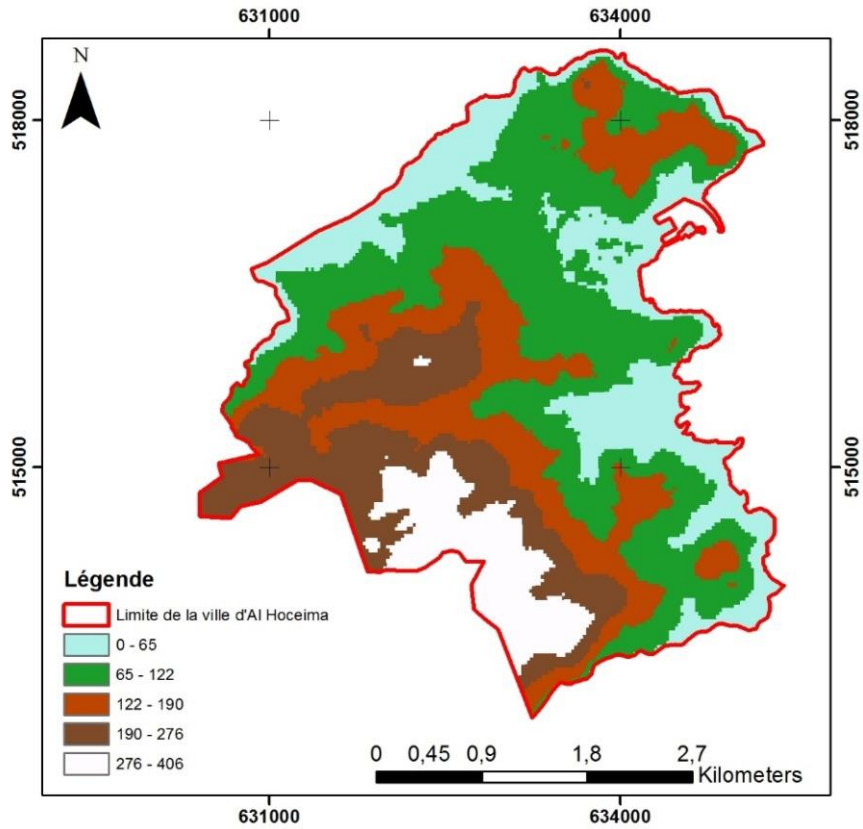 631000 634000
N
518000 518000
515000 515000
Légende
Limite de la ville d'Al Hoceima
0 - 65
65 - 122
122 - 190
190 - 276
276 - 406
0 0,45 0,9 1,8 2,7
Kilometers
631000 634000